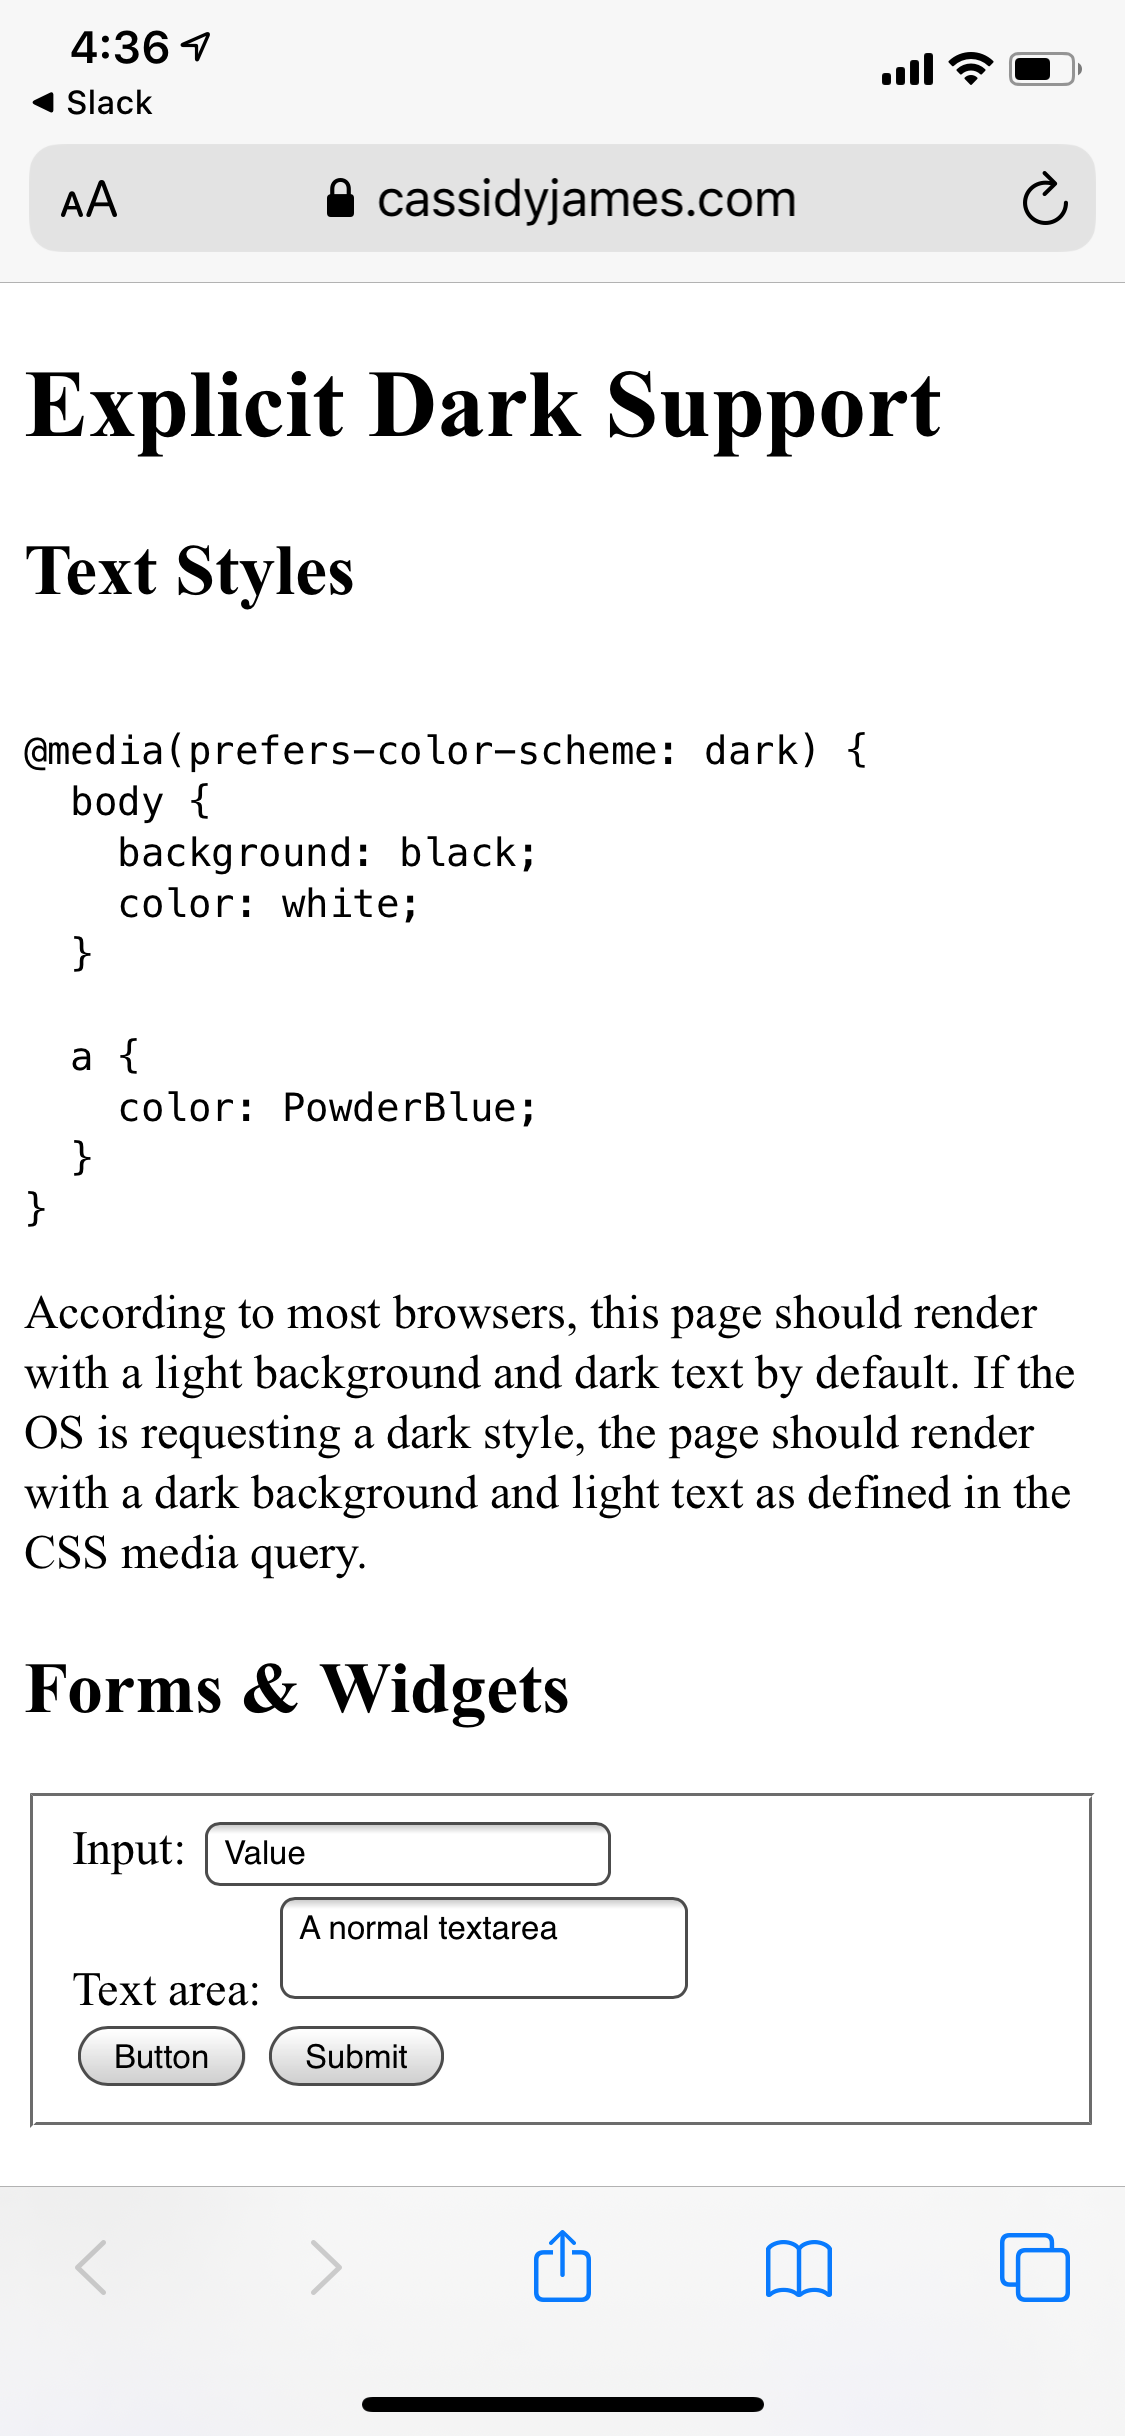 4:36
Slack
AA cassidyjames.com
Explicit Dark Support
Text Styles
@media(prefers-color-scheme: dark) {
  body {
    background: black;
    color: white;
  }
  a {
    color: PowderBlue;
  }
}
According to most browsers, this page should render
with a light background and dark text by default. If the
OS is requesting a dark style, the page should render
with a dark background and light text as defined in the
CSS media query.
Forms & Widgets
Input: Value
A normal textarea
Text area:
Button Submit